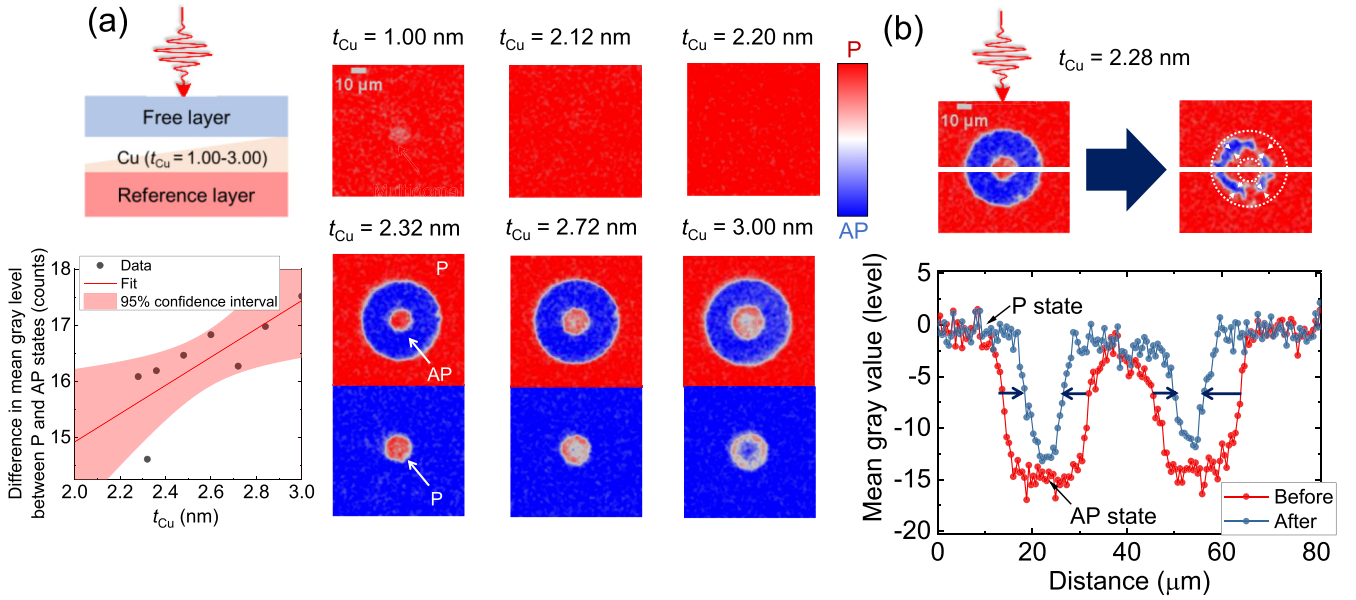 (a)
Free layer
Cu (tCu = 1.00-3.00)
Reference layer
tCu = 1.00 nm
tCu = 2.12 nm
tCu = 2.20 nm
10 μm
P
AP
tCu = 2.32 nm
tCu = 2.72 nm
tCu = 3.00 nm
P
AP
P
Difference in mean gray level
between P and AP states (counts)
18
17
16
15
Data
Fit
95% confidence interval
2.0 2.2 2.4 2.6 2.8 3.0
tCu (nm)
(b)
tCu = 2.28 nm
10 μm
Mean gray value (level)
5
0
-5
-10
-15
-20
P state
AP state
Before
After
0 20 40 60 80
Distance (μm)